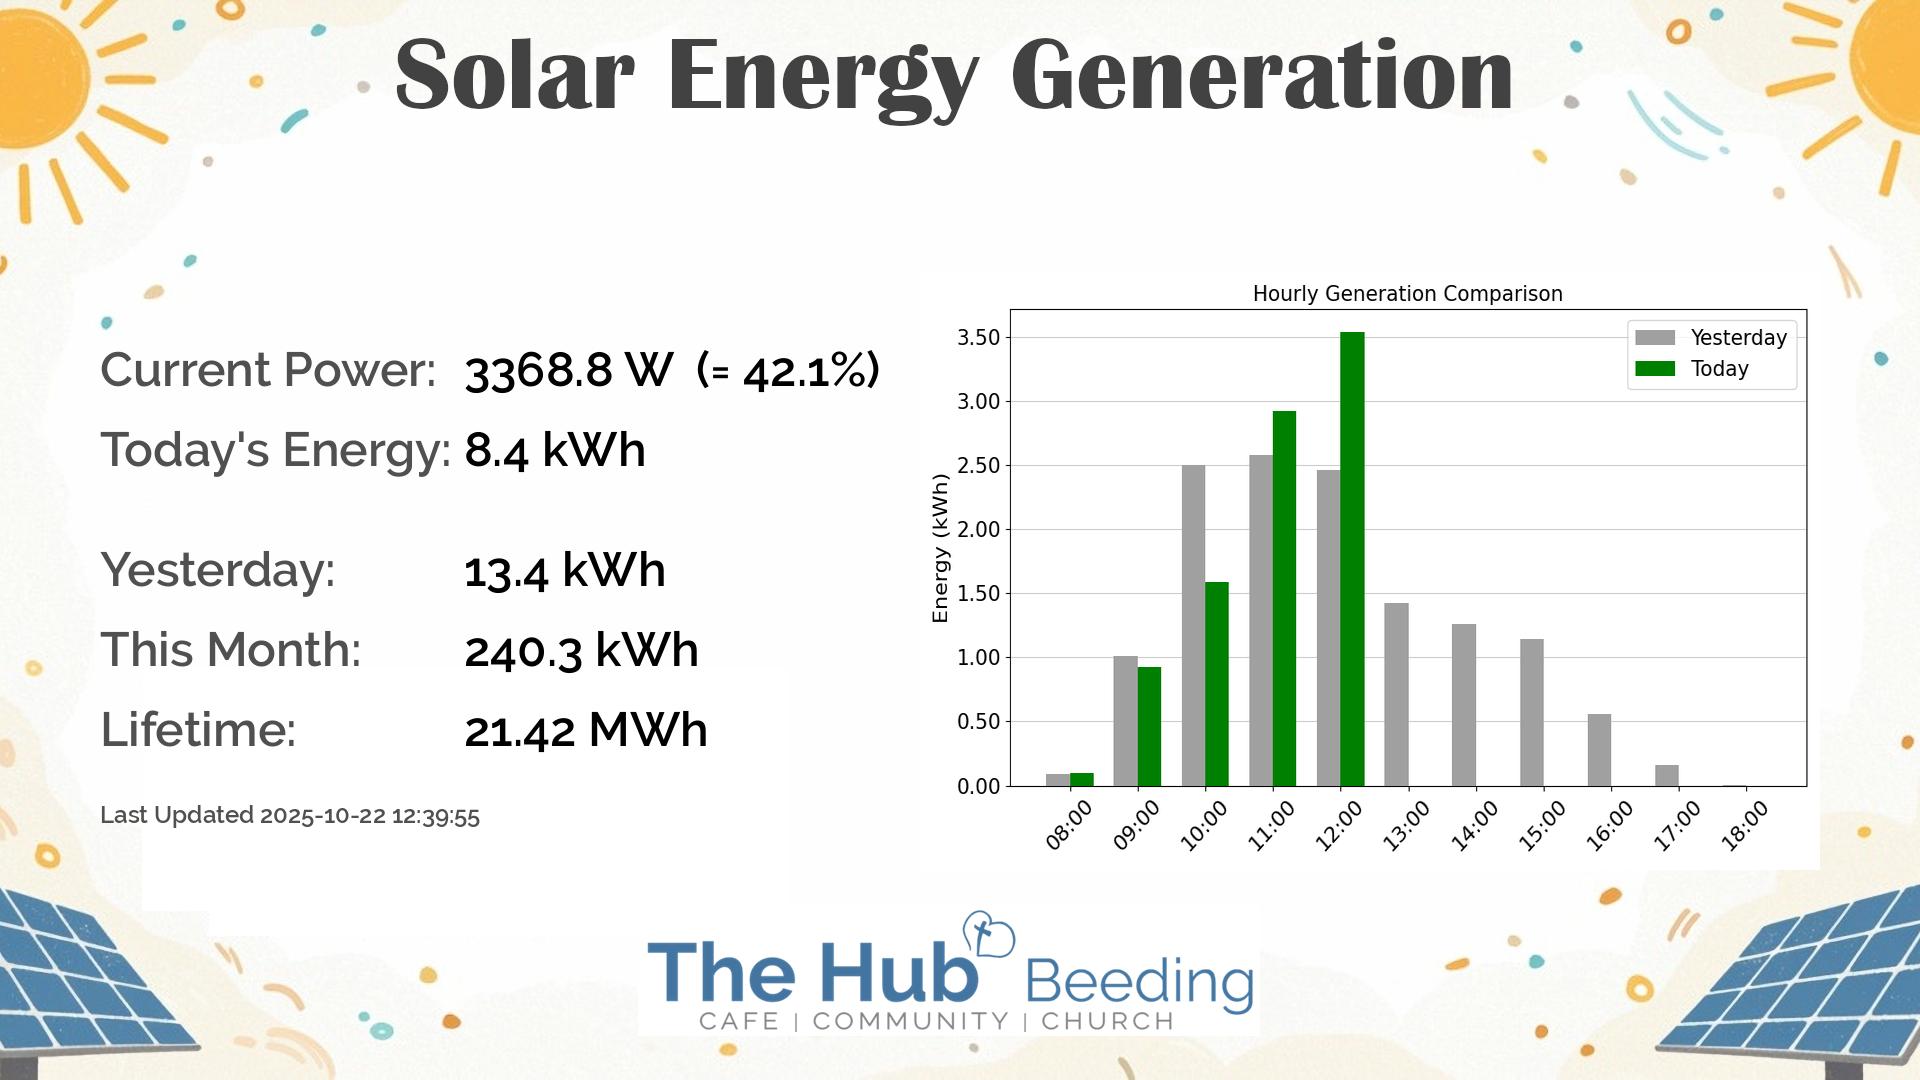 Solar Energy Generation
Current Power: 3368.8 W (= 42.1%)
Today's Energy: 8.4 kWh
Yesterday: 13.4 kWh
This Month: 240.3 kWh
Lifetime: 21.42 MWh
Last Updated 2025-10-22 12:39:55
Hourly Generation Comparison
Yesterday
Today
Energy (kWh)
3.50
3.00
2.50
2.00
1.50
1.00
0.50
0.00
08:00 09:00 10:00 11:00 12:00 13:00 14:00 15:00 16:00 17:00 18:00
The Hub Beeding
CAFE | COMMUNITY | CHURCH